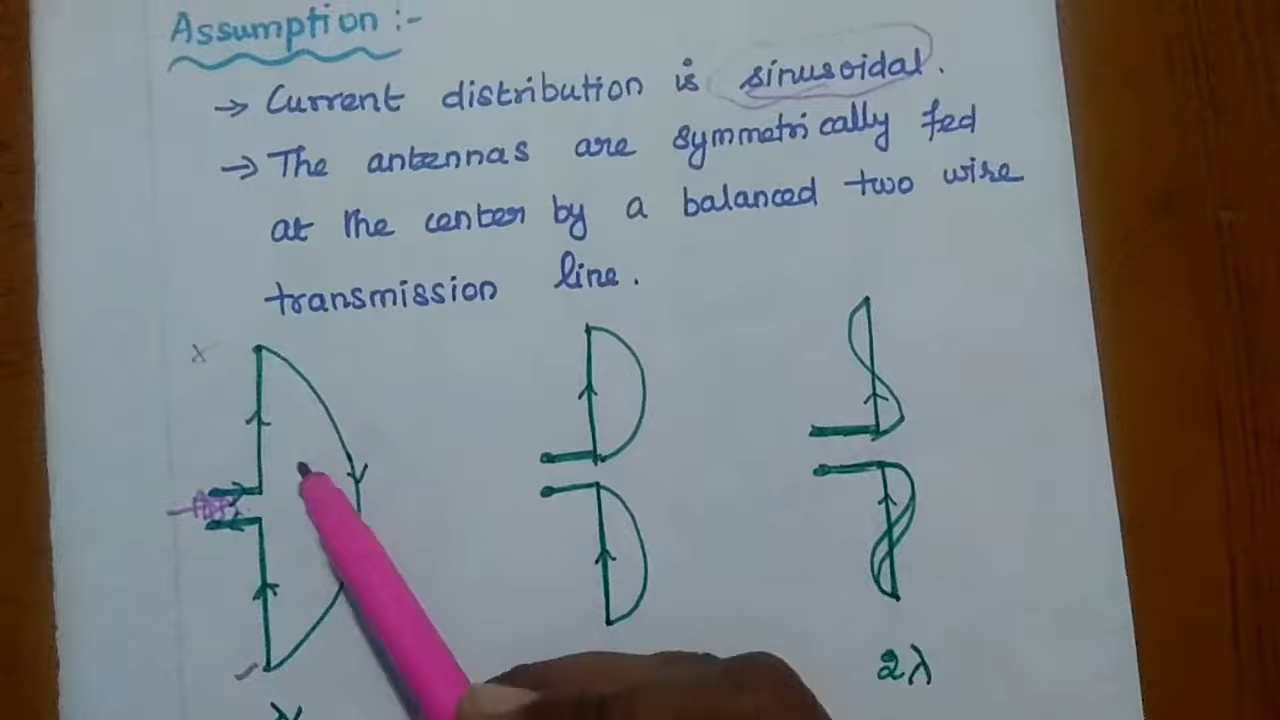 Assumption :-
→ Current distribution is sinusoidal.
→ The antennas are symmetrically fed
at the center by a balanced two wire
transmission line.
2λ